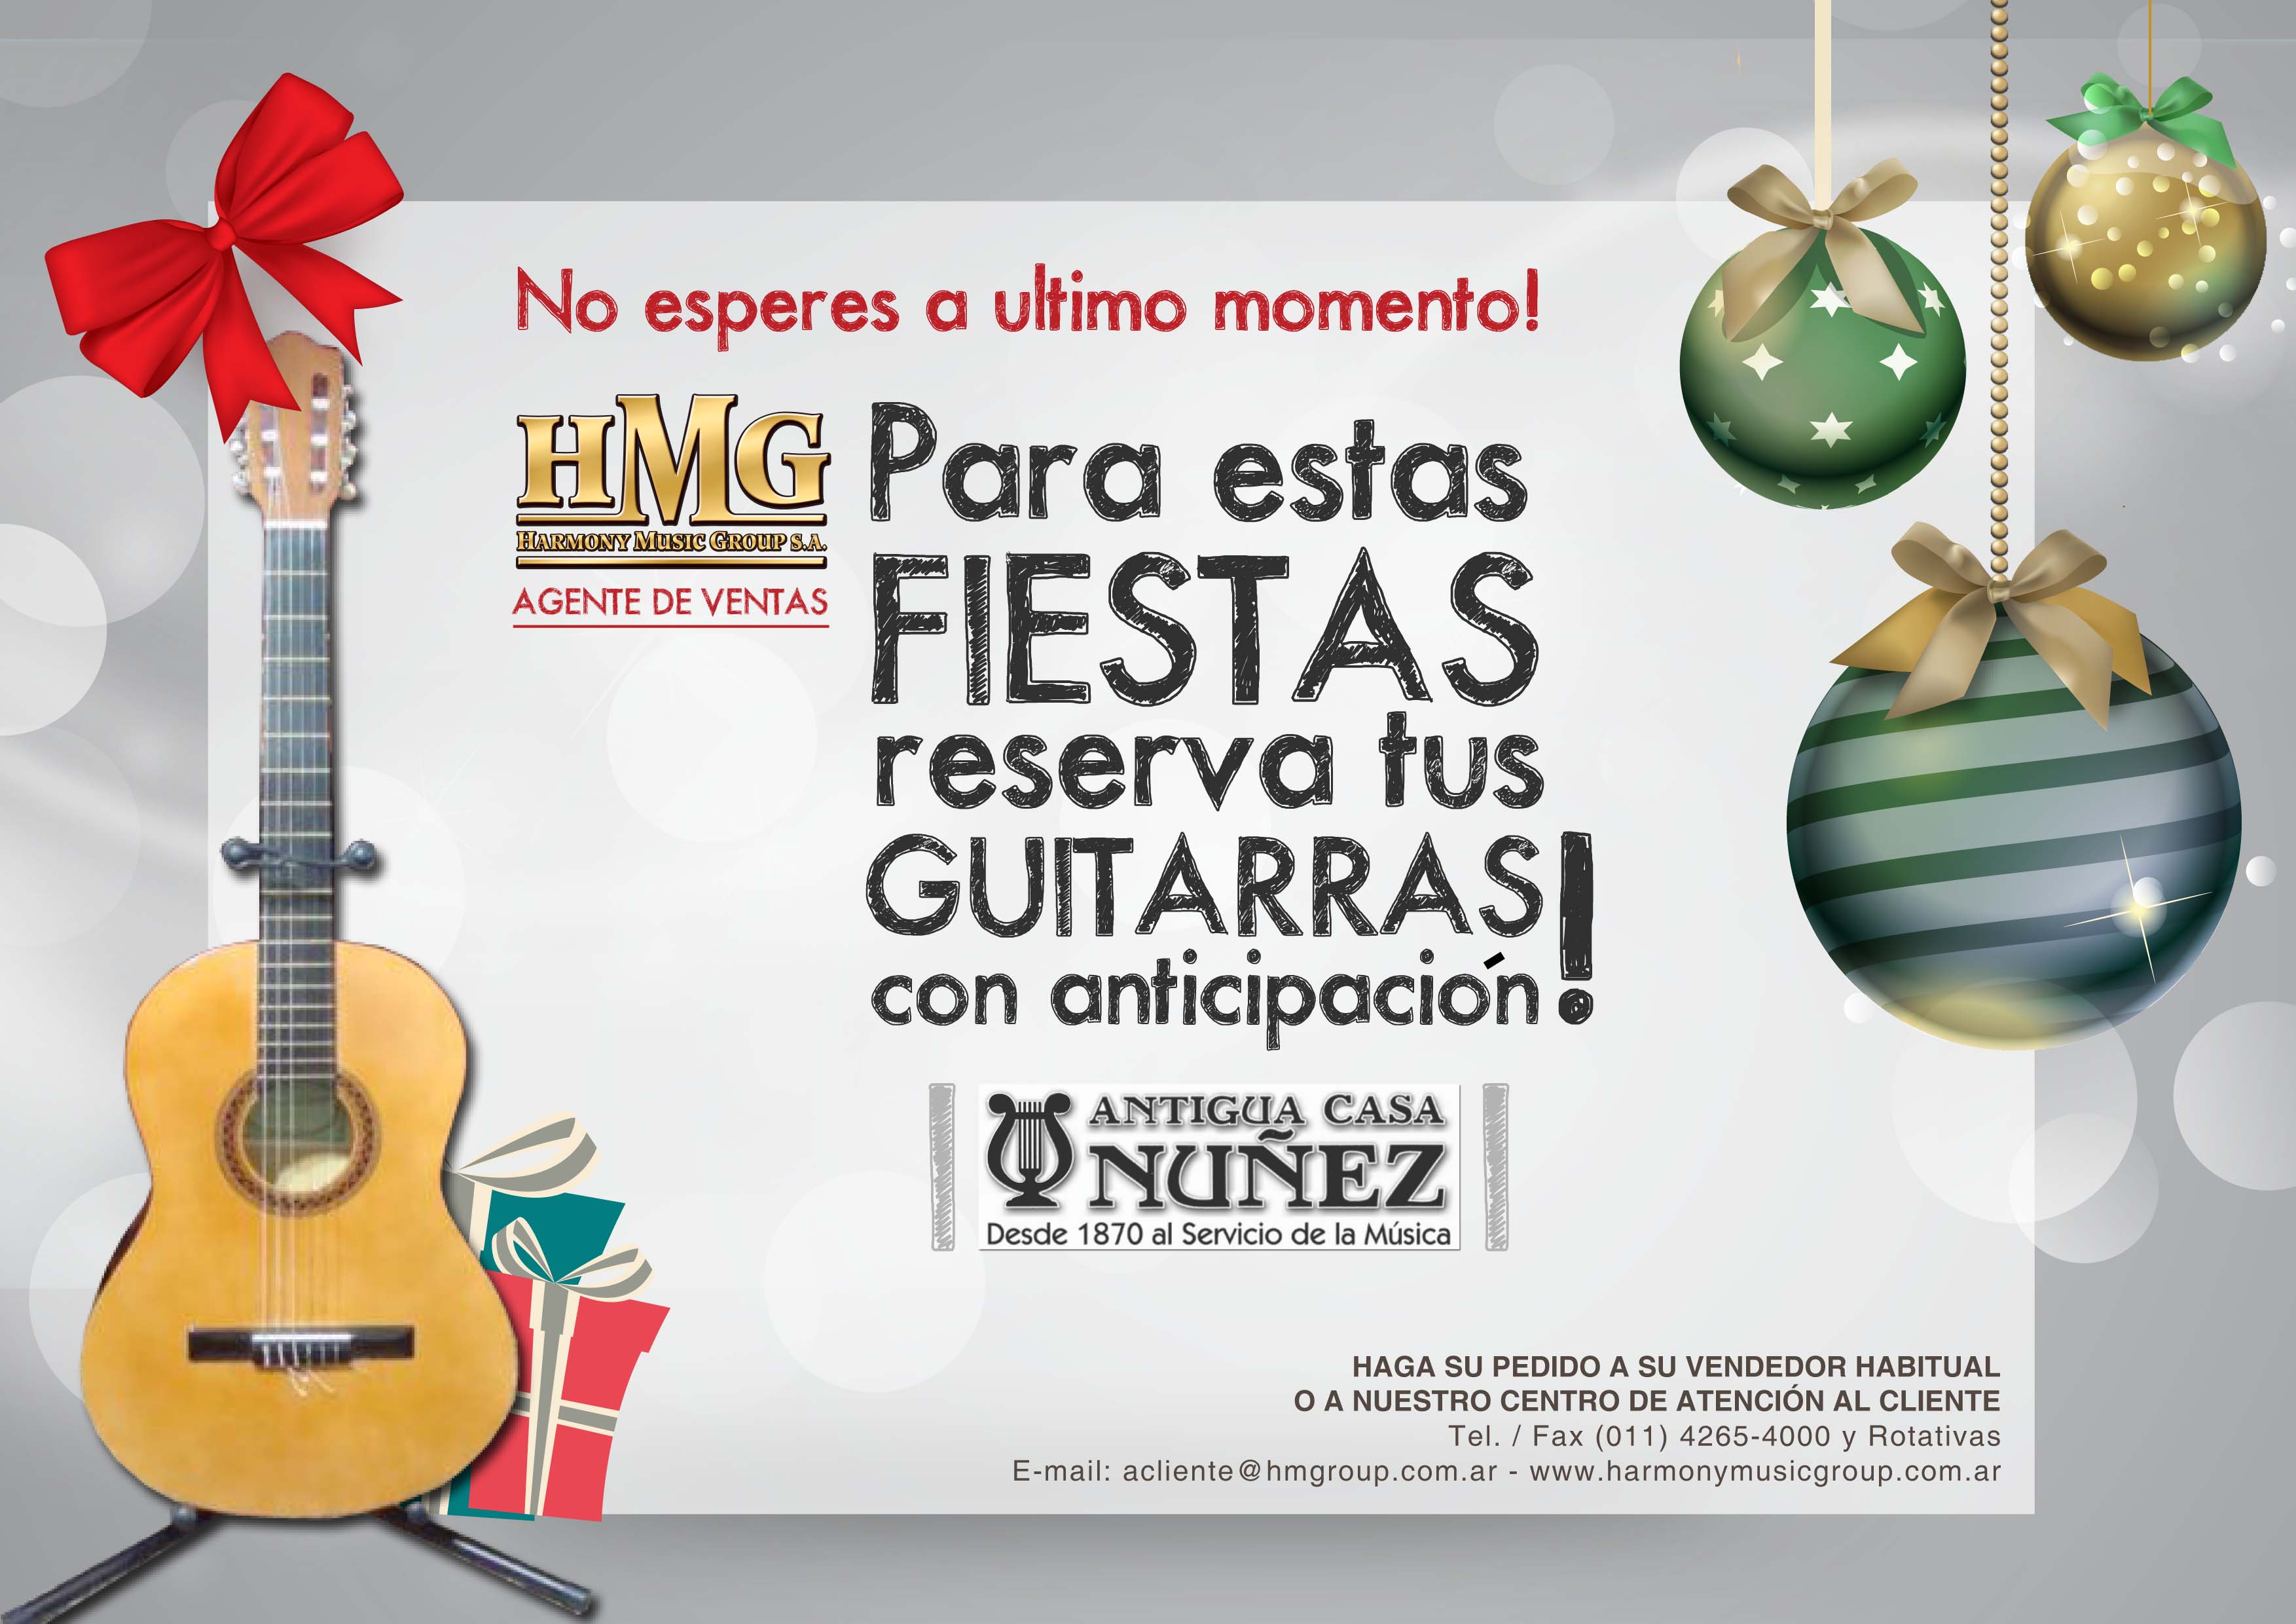 No esperes a ultimo momento!
HMG
HARMONY MUSIC GROUP S.A.
AGENTE DE VENTAS
Para estas
FIESTAS
reserva tus
GUITARRAS
con anticipación!
ANTIGUA CASA
NUÑEZ
Desde 1870 al Servicio de la Música
HAGA SU PEDIDO A SU VENDEDOR HABITUAL
O A NUESTRO CENTRO DE ATENCIÓN AL CLIENTE
Tel. / Fax (011) 4265-4000 y Rotativas
E-mail: acliente@hmgroup.com.ar - www.harmonymusicgroup.com.ar